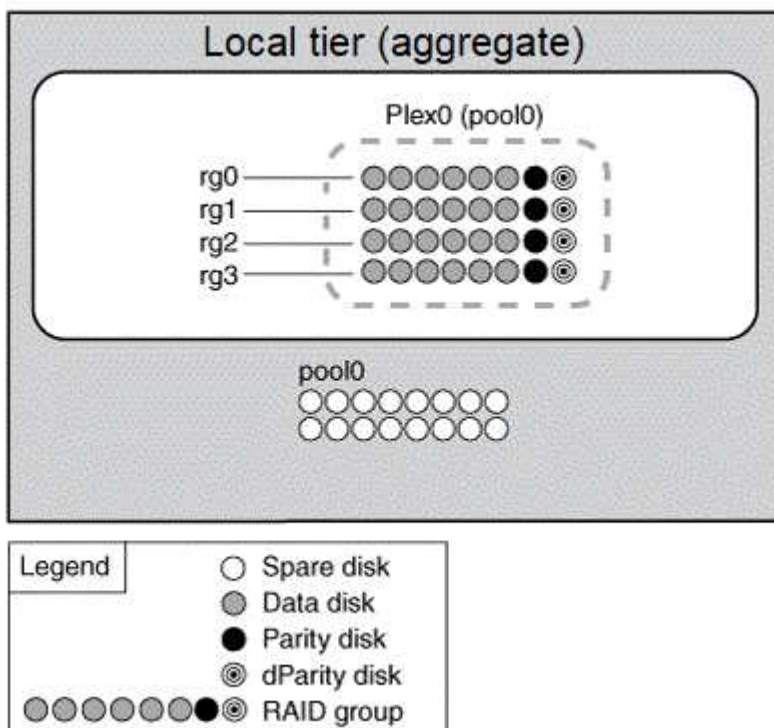 Local tier (aggregate)
Plex0 (pool0)
rg0
rg1
rg2
rg3
pool0
Legend
Spare disk
Data disk
Parity disk
dParity disk
RAID group